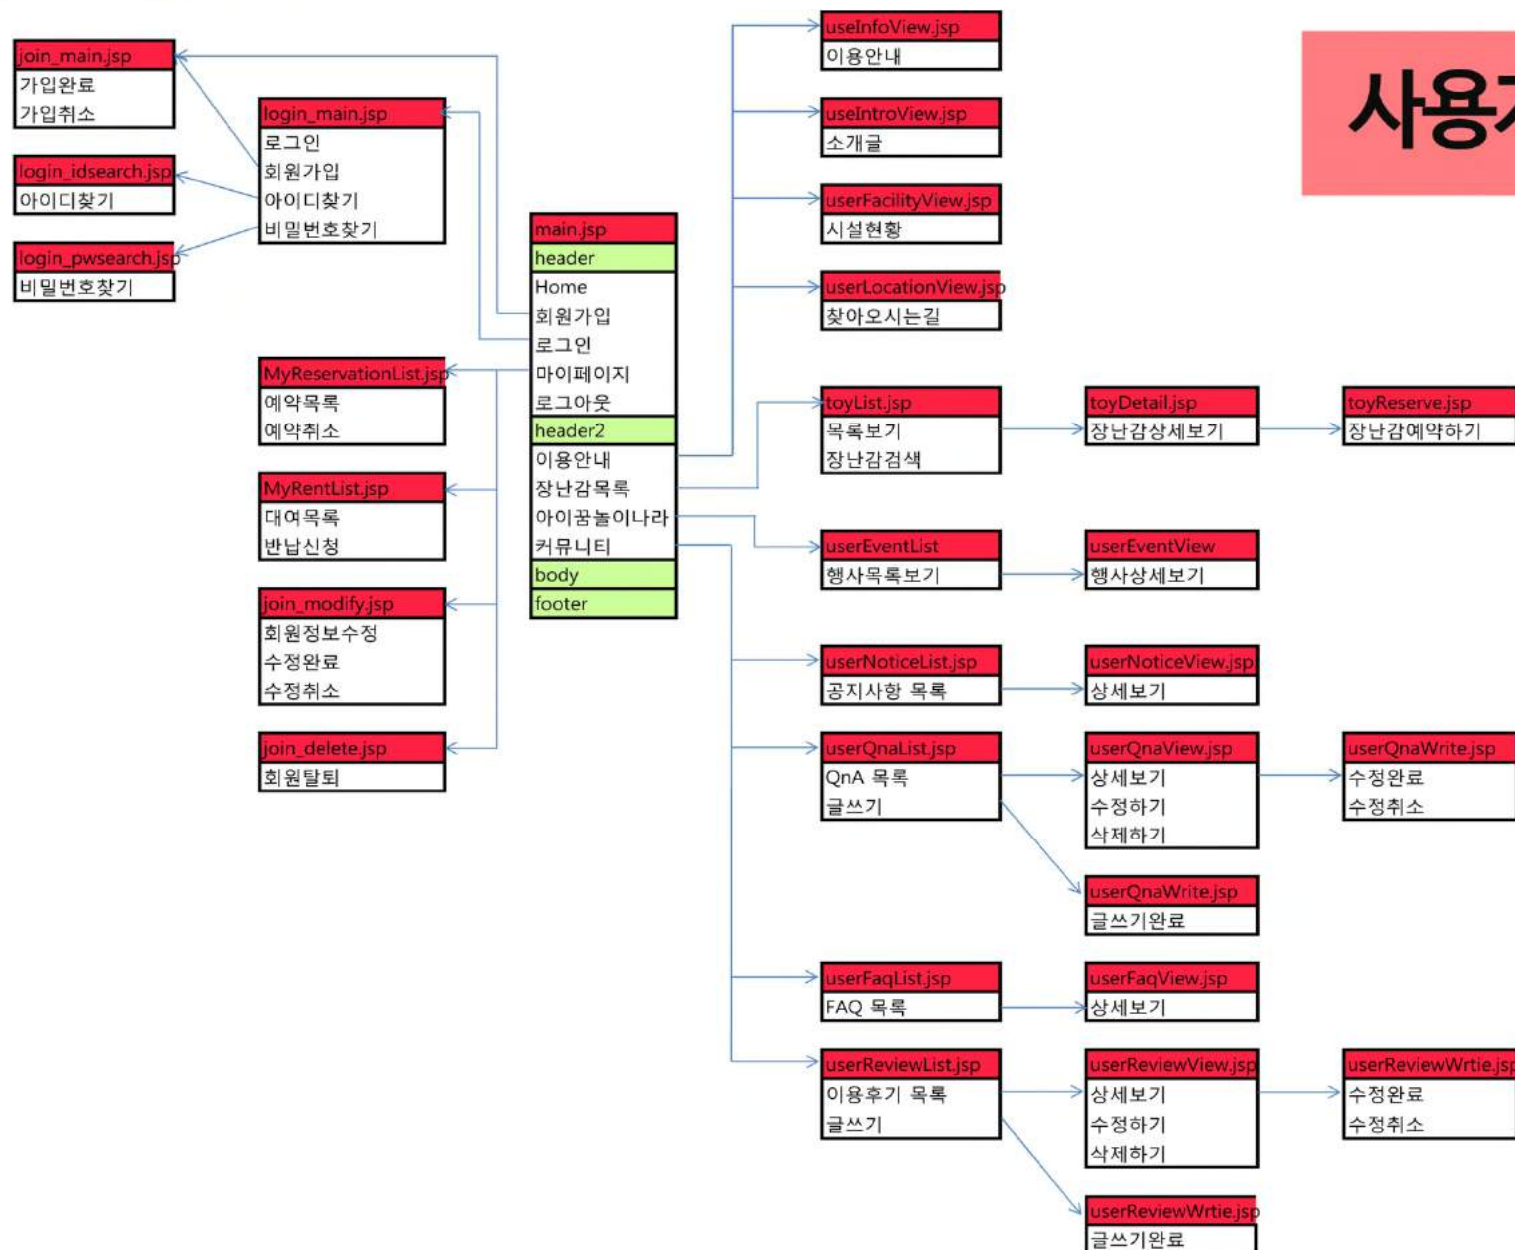 join_main.jsp
가입완료
가입취소
login_idsearch.jsp
아이디찾기
login_pwsearch.jsp
비밀번호찾기
login_main.jsp
로그인
회원가입
아이디찾기
비밀번호찾기
MyReservationList.jsp
예약목록
예약취소
MyRentList.jsp
대여목록
반납신청
join_modify.jsp
회원정보수정
수정완료
수정취소
join_delete.jsp
회원탈퇴
main.jsp
header
Home
회원가입
로그인
마이페이지
로그아웃
header2
이용안내
장난감목록
아이꿈놀이나라
커뮤니티
body
footer
useInfoView.jsp
이용안내
useIntroView.jsp
소개글
userFacilityView.jsp
시설현황
userLocationView.jsp
찾아오시는길
toyList.jsp
목록보기
장난감검색
toyDetail.jsp
장난감상세보기
toyReserve.jsp
장난감예약하기
userEventList
행사목록보기
userEventView
행사상세보기
userNoticeList.jsp
공지사항 목록
userNoticeView.jsp
상세보기
userQnaList.jsp
QnA 목록
글쓰기
userQnaView.jsp
상세보기
수정하기
삭제하기
userQnaWrite.jsp
수정완료
수정취소
userQnaWrite.jsp
글쓰기완료
userFaqList.jsp
FAQ 목록
userFaqView.jsp
상세보기
userReviewList.jsp
이용후기 목록
글쓰기
userReviewView.jsp
상세보기
수정하기
삭제하기
userReviewWrtie.jsp
수정완료
수정취소
userReviewWrtie.jsp
글쓰기완료
사용